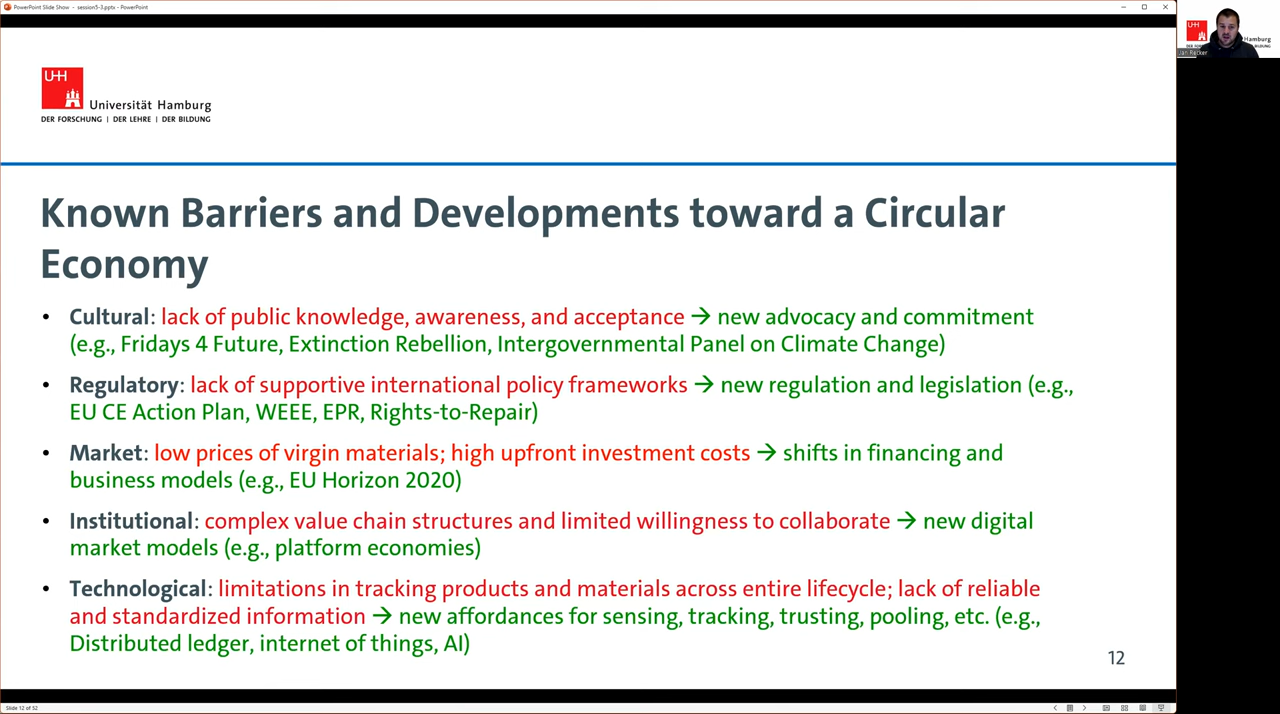 PowerPoint Slide Show - session5-3.pptx - PowerPoint
UHH
Universität Hamburg
DER FORSCHUNG | DER LEHRE | DER BILDUNG
Known Barriers and Developments toward a Circular
Economy
• Cultural: lack of public knowledge, awareness, and acceptance → new advocacy and commitment
(e.g., Fridays 4 Future, Extinction Rebellion, Intergovernmental Panel on Climate Change)
• Regulatory: lack of supportive international policy frameworks → new regulation and legislation (e.g.,
EU CE Action Plan, WEEE, EPR, Rights-to-Repair)
• Market: low prices of virgin materials; high upfront investment costs → shifts in financing and
business models (e.g., EU Horizon 2020)
• Institutional: complex value chain structures and limited willingness to collaborate → new digital
market models (e.g., platform economies)
• Technological: limitations in tracking products and materials across entire lifecycle; lack of reliable
and standardized information → new affordances for sensing, tracking, trusting, pooling, etc. (e.g.,
Distributed ledger, internet of things, AI)
12
Slide 12 of 52
UHH
Hamburg
Jan Recker